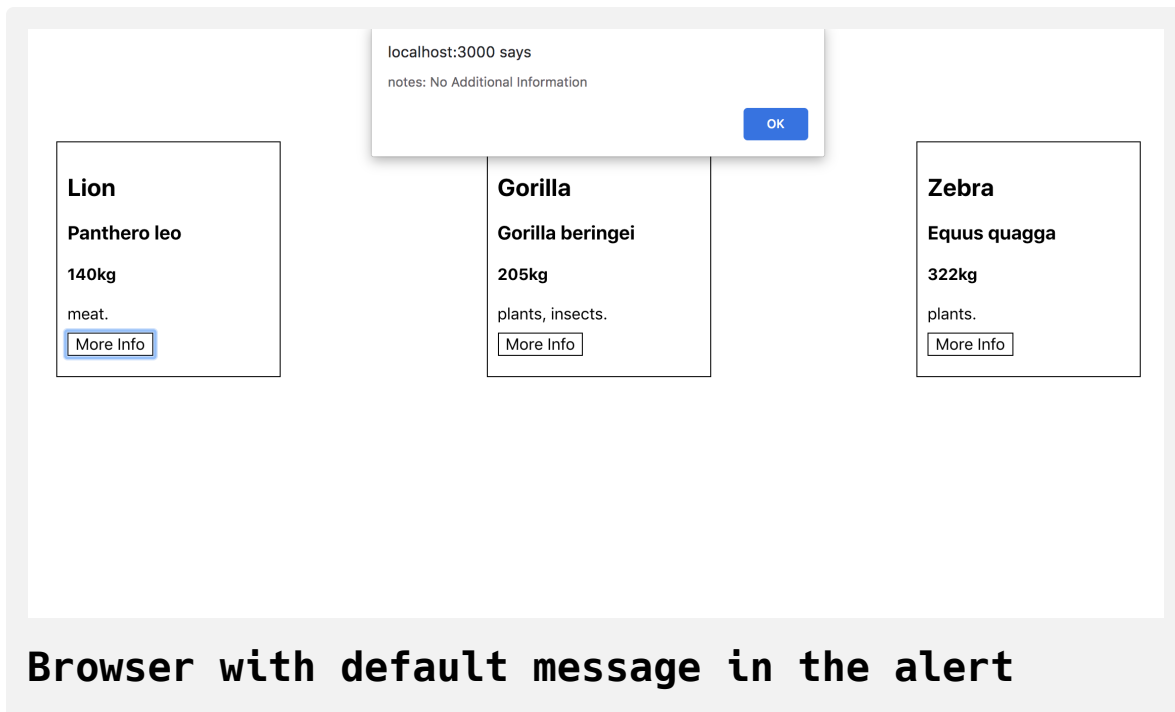 localhost:3000 says
notes: No Additional Information
OK
Lion
Panthero leo
140kg
meat.
More Info
Gorilla
Gorilla beringei
205kg
plants, insects.
More Info
Zebra
Equus quagga
322kg
plants.
More Info
Browser with default message in the alert